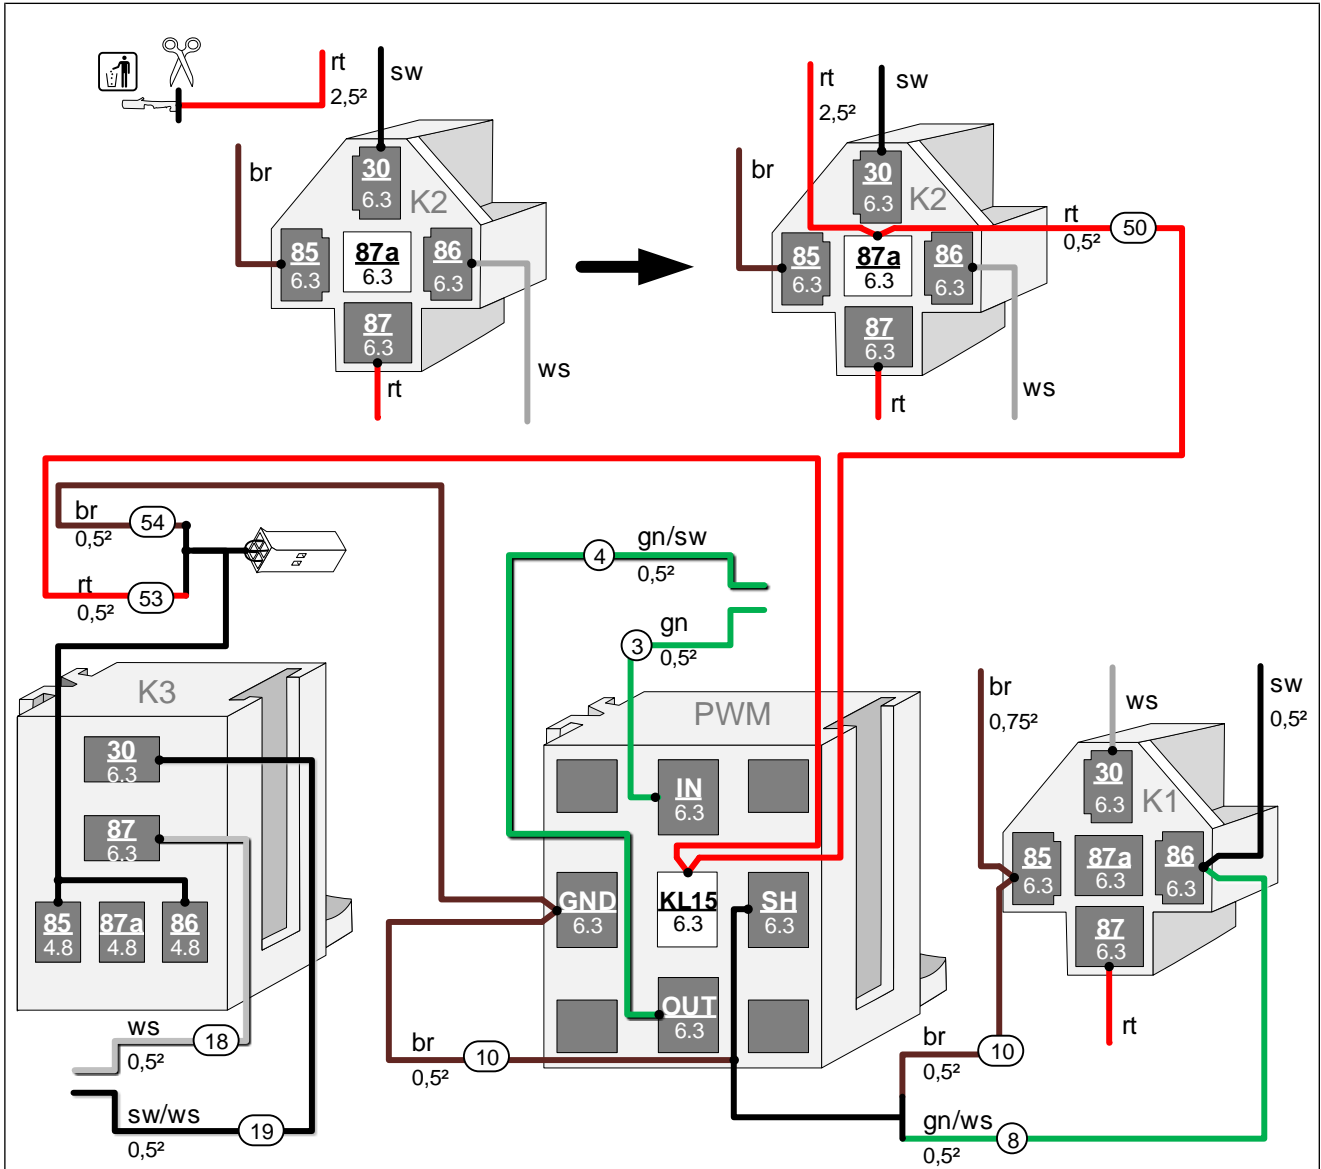 rt
2,5²
sw
br
30
6.3
K2
85
6.3
87a
6.3
86
6.3
87
6.3
rt
ws
rt
2,5²
sw
br
30
6.3
K2
rt
0,5²
50
85
6.3
87a
6.3
86
6.3
87
6.3
rt
ws
br
0,5²
54
rt
0,5²
53
gn/sw
0,5²
4
gn
0,5²
3
K3
30
6.3
87
6.3
85
4.8
87a
4.8
86
4.8
ws
0,5²
18
sw/ws
0,5²
19
PWM
IN
6.3
GND
6.3
KL15
6.3
SH
6.3
OUT
6.3
br
0,5²
10
br
0,75²
ws
sw
0,5²
30
6.3
K1
85
6.3
87a
6.3
86
6.3
87
6.3
rt
br
0,5²
10
gn/ws
0,5²
8